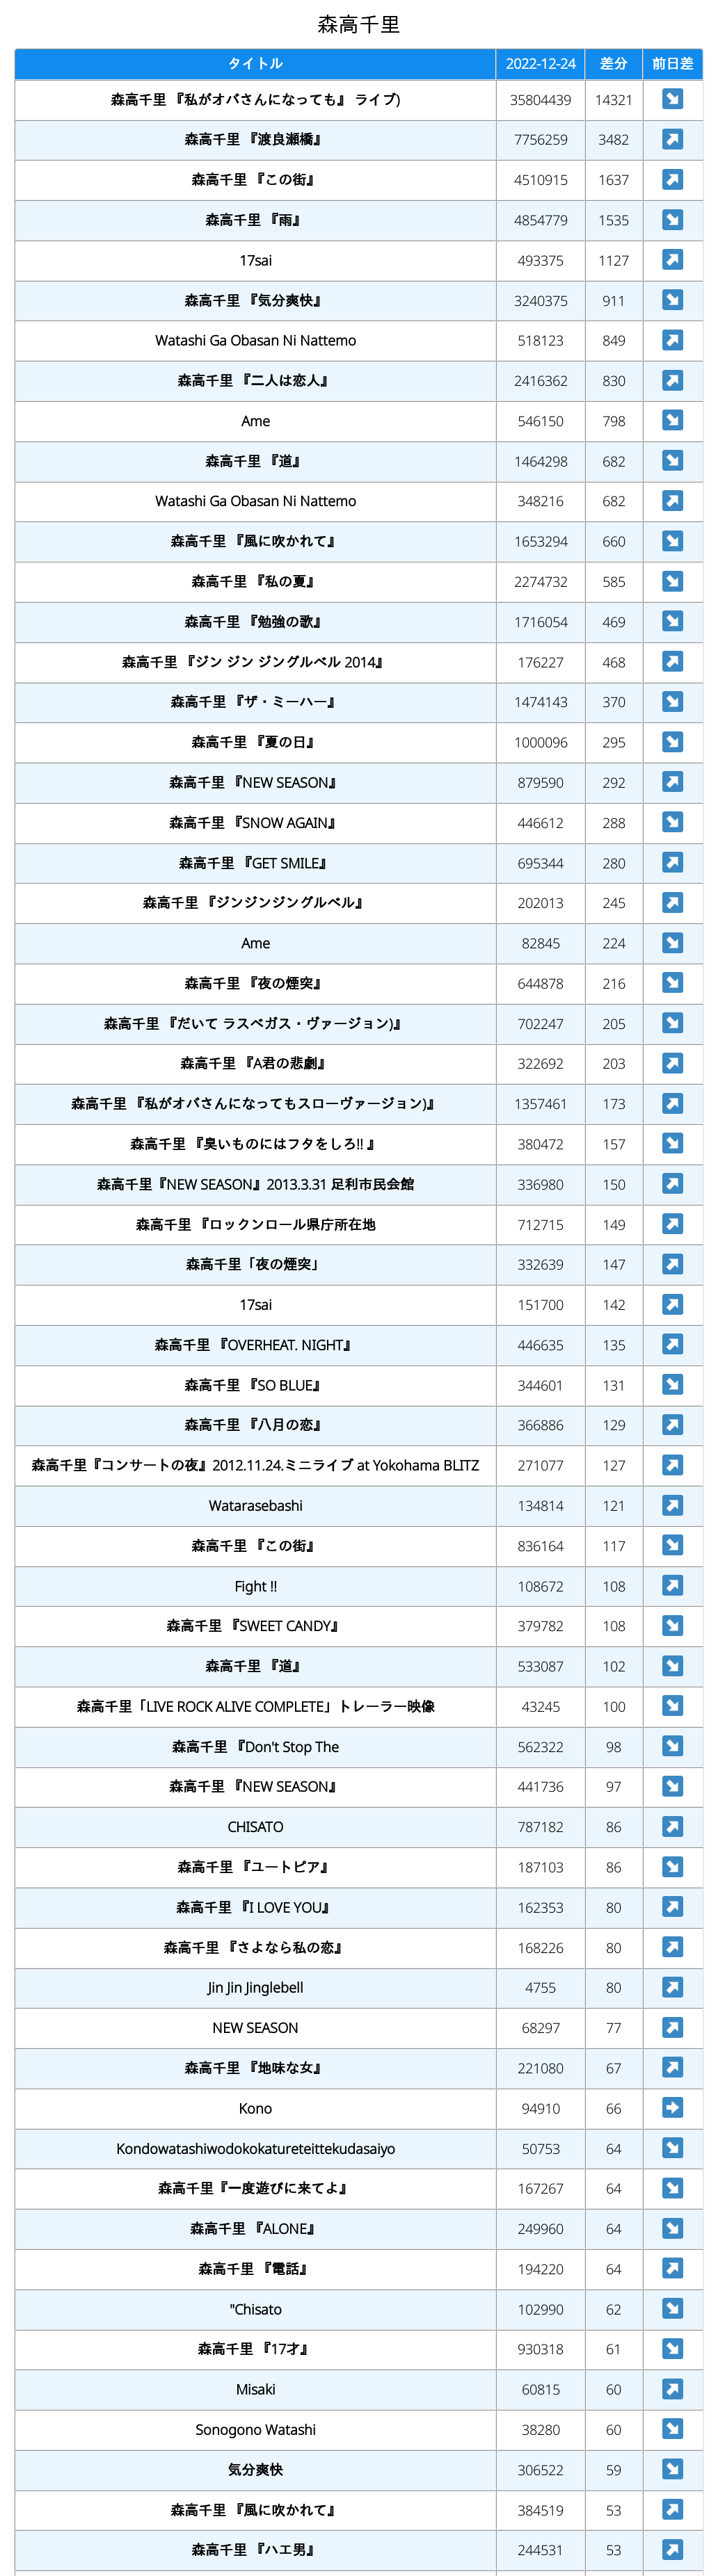 森高千里
タイトル 2022-12-24 差分 前日差
森高千里 『私がオバさんになっても』 ライブ) 35804439 14321
森高千里 『渡良瀬橋』 7756259 3482
森高千里 『この街』 4510915 1637
森高千里 『雨』 4854779 1535
17sai 493375 1127
森高千里 『気分爽快』 3240375 911
Watashi Ga Obasan Ni Nattemo 518123 849
森高千里 『二人は恋人』 2416362 830
Ame 546150 798
森高千里 『道』 1464298 682
Watashi Ga Obasan Ni Nattemo 348216 682
森高千里 『風に吹かれて』 1653294 660
森高千里 『私の夏』 2274732 585
森高千里 『勉強の歌』 1716054 469
森高千里 『ジン ジン ジングルベル 2014』 176227 468
森高千里 『ザ・ミーハー』 1474143 370
森高千里 『夏の日』 1000096 295
森高千里 『NEW SEASON』 879590 292
森高千里 『SNOW AGAIN』 446612 288
森高千里 『GET SMILE』 695344 280
森高千里 『ジンジンジングルベル』 202013 245
Ame 82845 224
森高千里 『夜の煙突』 644878 216
森高千里 『だいて ラスベガス・ヴァージョン)』 702247 205
森高千里 『A君の悲劇』 322692 203
森高千里 『私がオバさんになってもスローヴァージョン)』 1357461 173
森高千里 『臭いものにはフタをしろ!! 』 380472 157
森高千里『NEW SEASON』2013.3.31 足利市民会館 336980 150
森高千里 『ロックンロール県庁所在地 712715 149
森高千里「夜の煙突」 332639 147
17sai 151700 142
森高千里 『OVERHEAT. NIGHT』 446635 135
森高千里 『SO BLUE』 344601 131
森高千里 『八月の恋』 366886 129
森高千里『コンサートの夜』2012.11.24.ミニライブ at Yokohama BLITZ 271077 127
Watarasebashi 134814 121
森高千里 『この街』 836164 117
Fight !! 108672 108
森高千里 『SWEET CANDY』 379782 108
森高千里 『道』 533087 102
森高千里「LIVE ROCK ALIVE COMPLETE」トレーラー映像 43245 100
森高千里 『Don't Stop The 562322 98
森高千里 『NEW SEASON』 441736 97
CHISATO 787182 86
森高千里 『ユートピア』 187103 86
森高千里 『I LOVE YOU』 162353 80
森高千里 『さよなら私の恋』 168226 80
Jin Jin Jinglebell 4755 80
NEW SEASON 68297 77
森高千里 『地味な女』 221080 67
Kono 94910 66
Kondowatashiwodokokatureteittekudasaiyo 50753 64
森高千里『一度遊びに来てよ』 167267 64
森高千里 『ALONE』 249960 64
森高千里 『電話』 194220 64
"Chisato 102990 62
森高千里 『17才』 930318 61
Misaki 60815 60
Sonogono Watashi 38280 60
気分爽快 306522 59
森高千里 『風に吹かれて』 384519 53
森高千里 『ハエ男』 244531 53